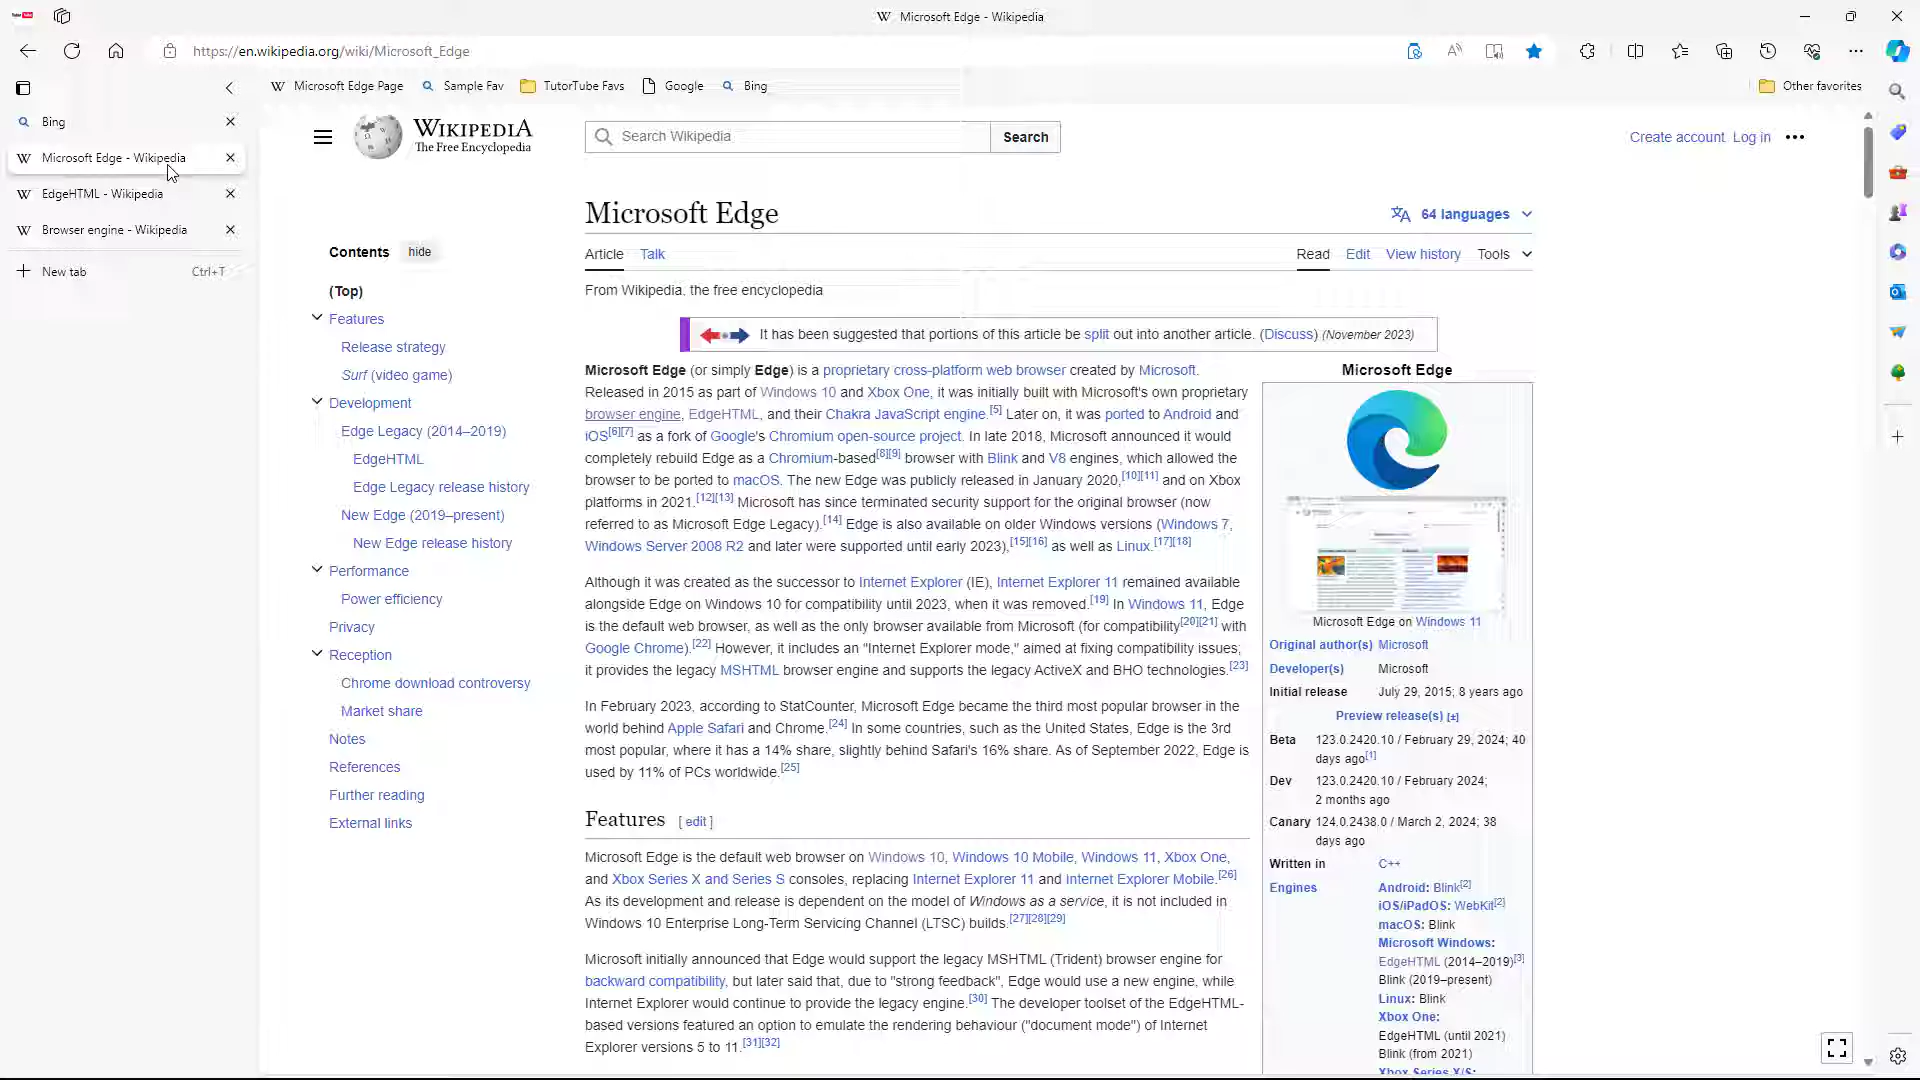 Microsoft Edge - Wikipedia
https://en.wikipedia.org/wiki/Microsoft_Edge
Microsoft Edge Page
Sample Fav
TutorTube Favs
Google
Bing
Other favorites
Bing
Microsoft Edge - Wikipedia
EdgeHTML - Wikipedia
Browser engine - Wikipedia
New tab Ctrl+T
WIKIPEDIA
The Free Encyclopedia
Search Wikipedia
Search
Create account Log in
Microsoft Edge
64 languages
Article Talk
Read Edit View history Tools
From Wikipedia, the free encyclopedia
Contents hide
(Top)
Features
Release strategy
Surf (video game)
Development
Edge Legacy (2014–2019)
EdgeHTML
Edge Legacy release history
New Edge (2019–present)
New Edge release history
Performance
Power efficiency
Privacy
Reception
Chrome download controversy
Market share
Notes
References
Further reading
External links
It has been suggested that portions of this article be split out into another article. (Discuss) (November 2023)
Microsoft Edge (or simply Edge) is a proprietary cross-platform web browser created by Microsoft.
Released in 2015 as part of Windows 10 and Xbox One, it was initially built with Microsoft's own proprietary
browser engine, EdgeHTML, and their Chakra JavaScript engine.[5] Later on, it was ported to Android and
iOS[6][7] as a fork of Google's Chromium open-source project. In late 2018, Microsoft announced it would
completely rebuild Edge as a Chromium-based[8][9] browser with Blink and V8 engines, which allowed the
browser to be ported to macOS. The new Edge was publicly released in January 2020,[10][11] and on Xbox
platforms in 2021.[12][13] Microsoft has since terminated security support for the original browser (now
referred to as Microsoft Edge Legacy).[14] Edge is also available on older Windows versions (Windows 7,
Windows Server 2008 R2 and later were supported until early 2023),[15][16] as well as Linux.[17][18]
Although it was created as the successor to Internet Explorer (IE), Internet Explorer 11 remained available
alongside Edge on Windows 10 for compatibility until 2023, when it was removed.[19] In Windows 11, Edge
is the default web browser, as well as the only browser available from Microsoft (for compatibility[20][21] with
Google Chrome).[22] However, it includes an "Internet Explorer mode," aimed at fixing compatibility issues;
it provides the legacy MSHTML browser engine and supports the legacy ActiveX and BHO technologies.[23]
In February 2023, according to StatCounter, Microsoft Edge became the third most popular browser in the
world behind Apple Safari and Chrome.[24] In some countries, such as the United States, Edge is the 3rd
most popular, where it has a 14% share, slightly behind Safari's 16% share. As of September 2022, Edge is
used by 11% of PCs worldwide.[25]
Features [ edit ]
Microsoft Edge is the default web browser on Windows 10, Windows 10 Mobile, Windows 11, Xbox One,
and Xbox Series X and Series S consoles, replacing Internet Explorer 11 and Internet Explorer Mobile.[26]
As its development and release is dependent on the model of Windows as a service, it is not included in
Windows 10 Enterprise Long-Term Servicing Channel (LTSC) builds.[27][28][29]
Microsoft initially announced that Edge would support the legacy MSHTML (Trident) browser engine for
backward compatibility, but later said that, due to "strong feedback", Edge would use a new engine, while
Internet Explorer would continue to provide the legacy engine.[30] The developer toolset of the EdgeHTML-
based versions featured an option to emulate the rendering behaviour ("document mode") of Internet
Explorer versions 5 to 11.[31][32]
Microsoft Edge
Microsoft Edge on Windows 11
Original author(s) Microsoft
Developer(s) Microsoft
Initial release July 29, 2015; 8 years ago
Preview release(s) [±]
Beta 123.0.2420.10 / February 29, 2024; 40
days ago[1]
Dev 123.0.2420.10 / February 2024;
2 months ago
Canary 124.0.2438.0 / March 2, 2024; 38
days ago
Written in C++
Engines Android: Blink[2]
iOS/iPadOS: WebKit[2]
macOS: Blink
Microsoft Windows:
EdgeHTML (2014–2019)[3]
Blink (2019–present)
Linux: Blink
Xbox One:
EdgeHTML (until 2021)
Blink (from 2021)
Xbox Series X/S: